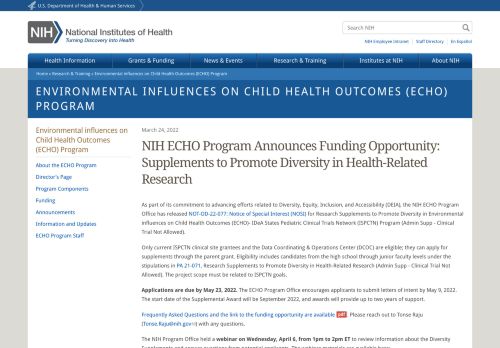 U.S. Department of Health & Human Services
Search NIH
NIH National Institutes of Health
Turning Discovery Into Health
NIH Employee Intranet | Staff Directory | En Español
Health Information
Grants & Funding
News & Events
Research & Training
Institutes at NIH
About NIH
Home » Research & Training » Environmental influences on Child Health Outcomes (ECHO) Program
ENVIRONMENTAL INFLUENCES ON CHILD HEALTH OUTCOMES (ECHO)
PROGRAM
Environmental influences on
Child Health Outcomes
(ECHO) Program
About the ECHO Program
Director's Page
Program Components
Funding
Announcements
Information and Updates
ECHO Program Staff
March 24, 2022
NIH ECHO Program Announces Funding Opportunity:
Supplements to Promote Diversity in Health-Related
Research
As part of its commitment to advancing efforts related to Diversity, Equity, Inclusion, and Accessibility (DEIA), the NIH ECHO Program
Office has released NOT-OD-22-077: Notice of Special Interest (NOSI) for Research Supplements to Promote Diversity in Environmental
influences on Child Health Outcomes (ECHO)- IDeA States Pediatric Clinical Trials Network (ISPCTN) Program (Admin Supp - Clinical
Trial Not Allowed).
Only current ISPCTN clinical site grantees and the Data Coordinating & Operations Center (DCOC) are eligible; they can apply for
supplements through the parent grant. Eligibility includes candidates from the high school through junior faculty levels under the
stipulations in PA 21-071, Research Supplements to Promote Diversity in Health-Related Research (Admin Supp - Clinical Trial Not
Allowed). The project scope must be related to ISPCTN goals.
Applications are due by May 23, 2022. The ECHO Program Office encourages applicants to submit letters of intent by May 9, 2022.
The start date of the Supplemental Award will be September 2022, and awards will provide up to two years of support.
Frequently Asked Questions and the link to the funding opportunity are available. pdf Please reach out to Tonse Raju
(Tonse.Raju@nih.gov) with any questions.
The NIH Program Office held a webinar on Wednesday, April 6, from 1pm to 2pm ET to review information about the Diversity